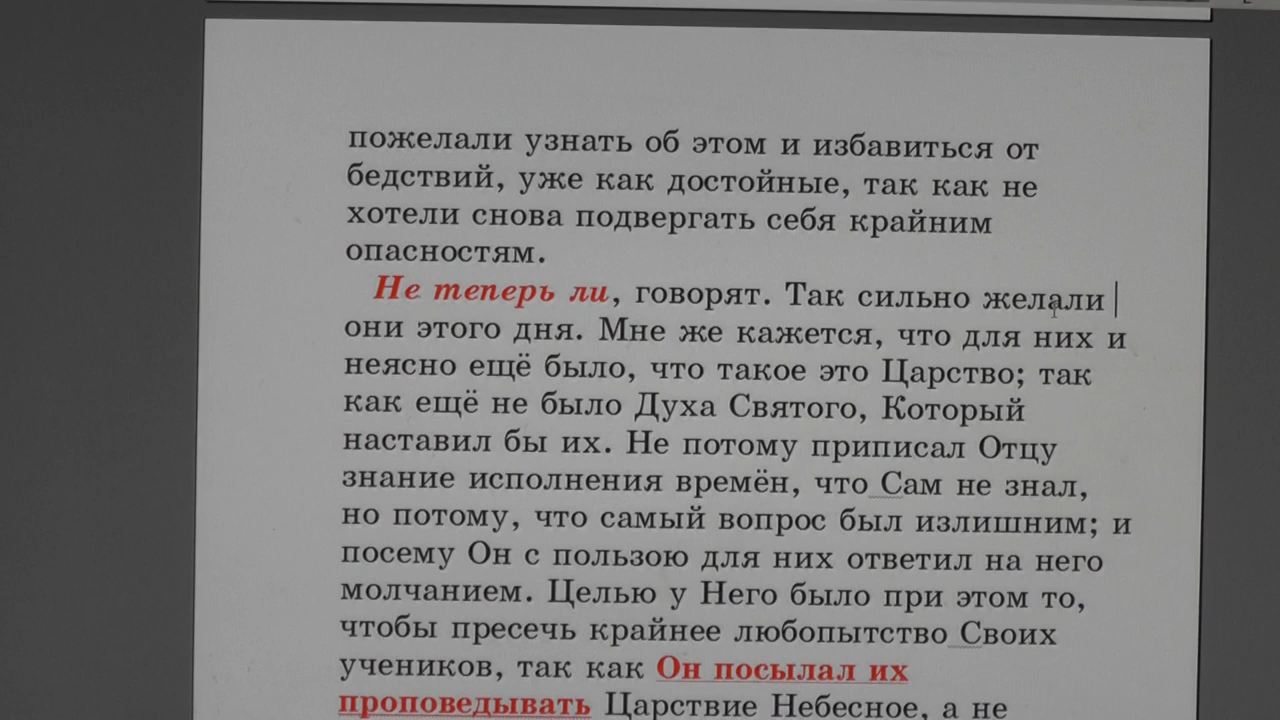 пожелали узнать об этом и избавиться от
бедствий, уже как достойные, так как не
хотели снова подвергать себя крайним
опасностям.
Не теперь ли, говорят. Так сильно желали
они этого дня. Мне же кажется, что для них и
неясно ещё было, что такое это Царство; так
как ещё не было Духа Святого, Который
наставил бы их. Не потому приписал Отцу
знание исполнения времён, что Сам не знал,
но потому, что самый вопрос был излишним; и
посему Он с пользою для них ответил на него
молчанием. Целью у Него было при этом то,
чтобы пресечь крайнее любопытство Своих
учеников, так как Он посылал их
проповедывать Царствие Небесное, а не